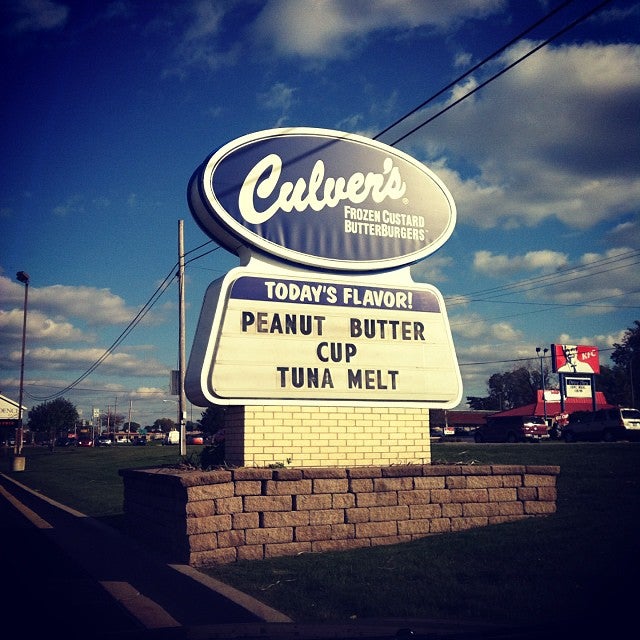 Culver's
FROZEN CUSTARD
BUTTERBURGERS
TODAY'S FLAVOR!
PEANUT BUTTER
CUP
TUNA MELT
KFC